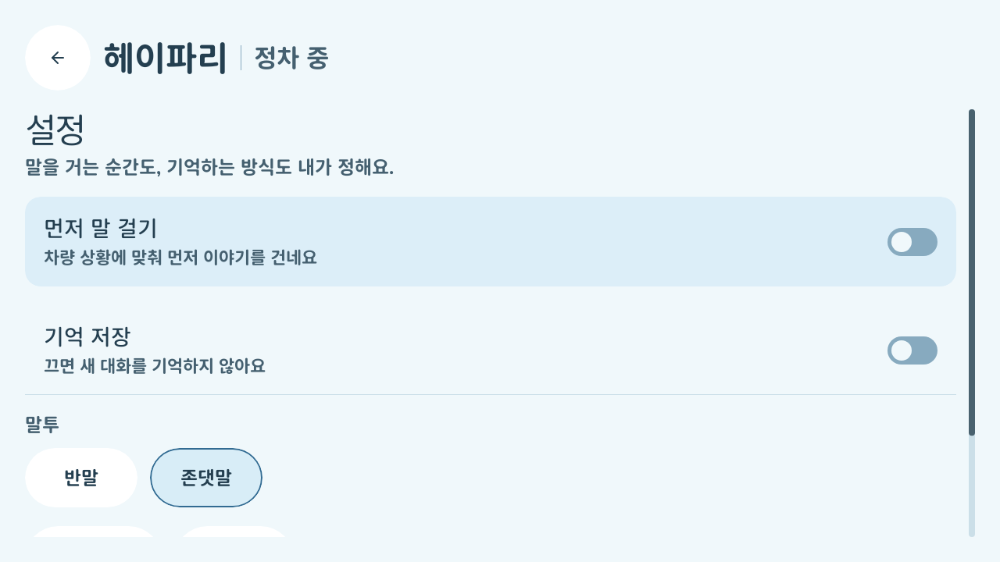 헤이파리
정차 중
설정
말을 거는 순간도, 기억하는 방식도 내가 정해요.
먼저 말 걸기
차량 상황에 맞춰 먼저 이야기를 건네요
기억 저장
끄면 새 대화를 기억하지 않아요
말투
반말
존댓말